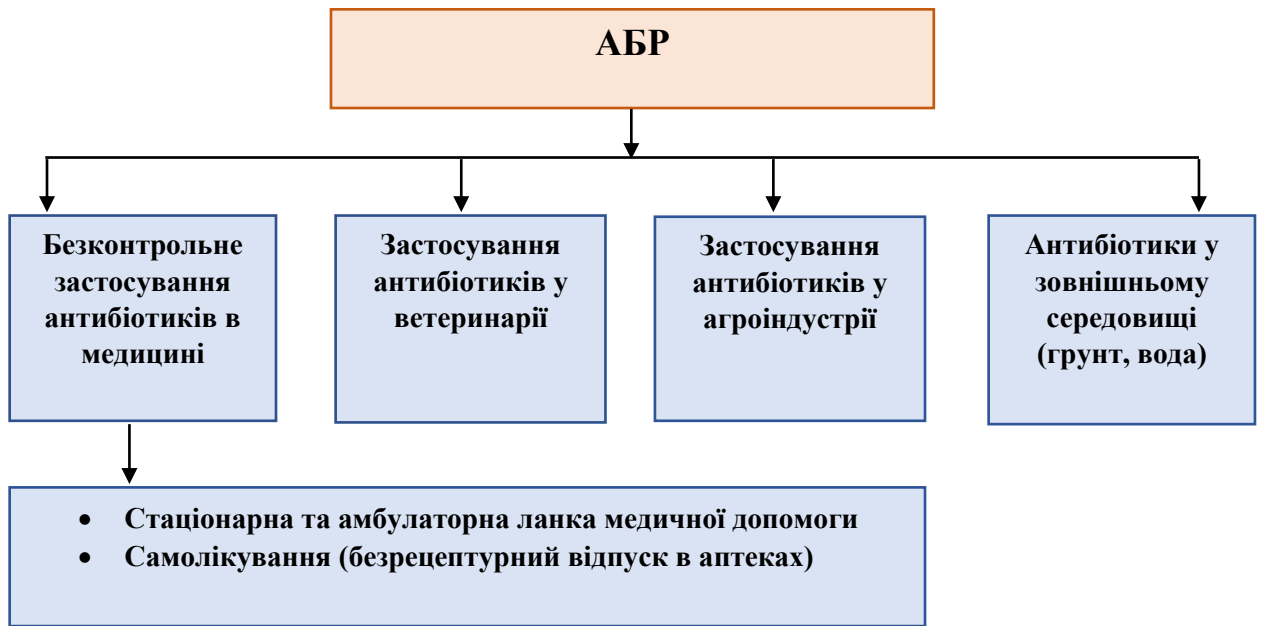 АБР
Безконтрольне
застосування
антибіотиків в
медицині
Застосування
антибіотиків у
ветеринарії
Застосування
антибіотиків у
агроіндустрії
Антибіотики у
зовнішньому
середовищі
(грунт, вода)
• Стаціонарна та амбулаторна ланка медичної допомоги
• Самолікування (безрецептурний відпуск в аптеках)